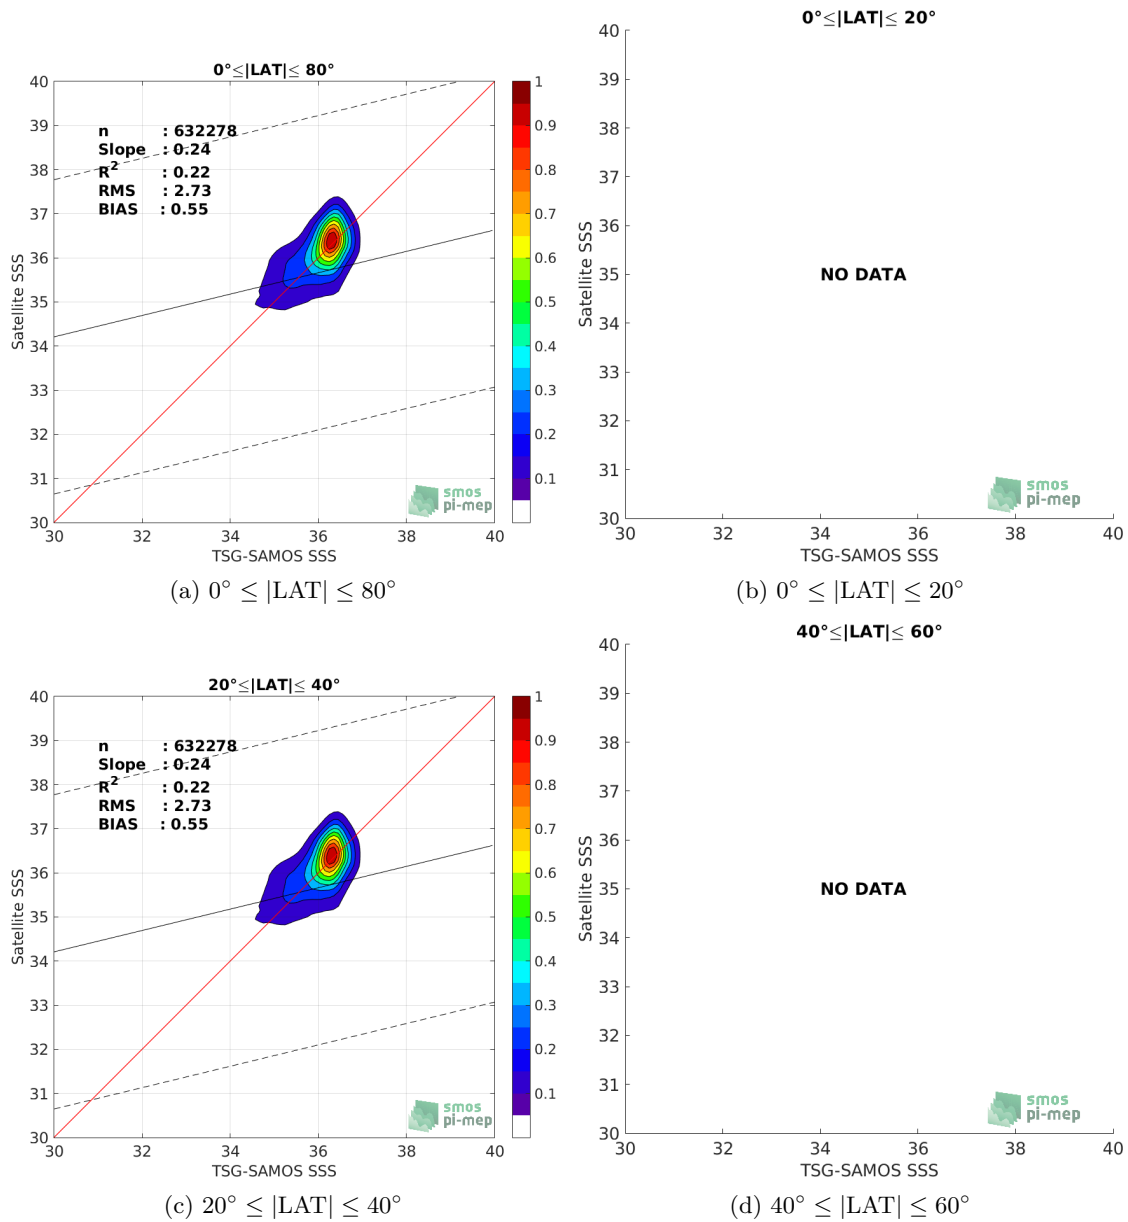 0°≤|LAT|≤ 80°
40
39
38
37
36
35
34
33
32
31
30
n : 632278
Slope : 0.24
R² : 0.22
RMS : 2.73
BIAS : 0.55
Satellite SSS
30 32 34 36 38 40
TSG-SAMOS SSS
1
0.9
0.8
0.7
0.6
0.5
0.4
0.3
0.2
0.1
smos
pi-mep
(a) 0° ≤ |LAT| ≤ 80°
0°≤|LAT|≤ 20°
40
39
38
37
36
35
34
33
32
31
30
Satellite SSS
NO DATA
smos
pi-mep
30 32 34 36 38 40
TSG-SAMOS SSS
(b) 0° ≤ |LAT| ≤ 20°
20°≤|LAT|≤ 40°
40
39
38
37
36
35
34
33
32
31
30
n : 632278
Slope : 0.24
R² : 0.22
RMS : 2.73
BIAS : 0.55
Satellite SSS
30 32 34 36 38 40
TSG-SAMOS SSS
1
0.9
0.8
0.7
0.6
0.5
0.4
0.3
0.2
0.1
smos
pi-mep
(c) 20° ≤ |LAT| ≤ 40°
40°≤|LAT|≤ 60°
40
39
38
37
36
35
34
33
32
31
30
Satellite SSS
NO DATA
smos
pi-mep
30 32 34 36 38 40
TSG-SAMOS SSS
(d) 40° ≤ |LAT| ≤ 60°